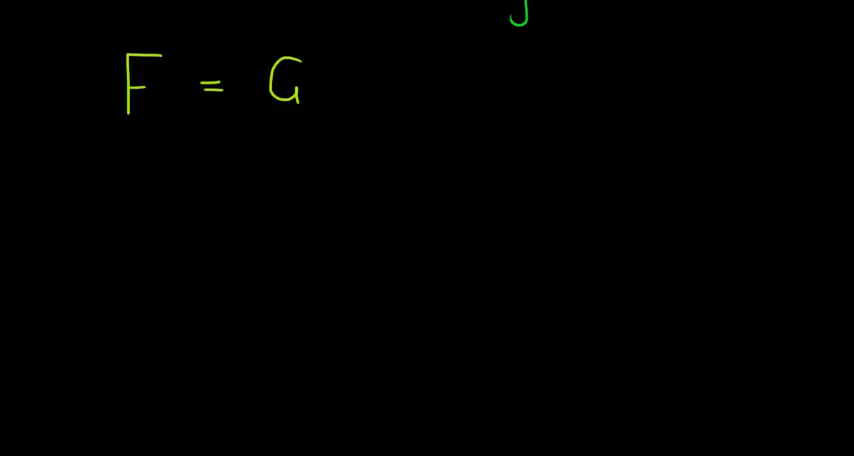 F = G